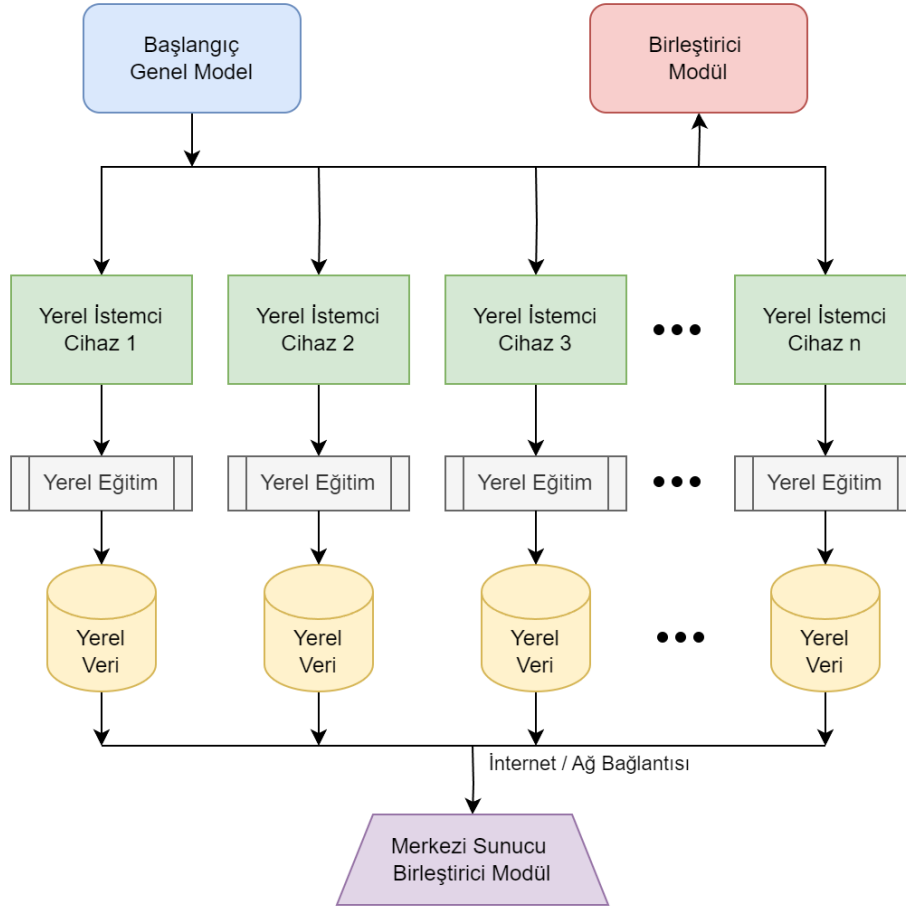 Başlangıç
Genel Model
Birleştirici
Modül
Yerel İstemci
Cihaz 1
Yerel İstemci
Cihaz 2
Yerel İstemci
Cihaz 3
Yerel İstemci
Cihaz n
Yerel Eğitim
Yerel Eğitim
Yerel Eğitim
Yerel Eğitim
Yerel
Veri
Yerel
Veri
Yerel
Veri
Yerel
Veri
İnternet / Ağ Bağlantısı
Merkezi Sunucu
Birleştirici Modül